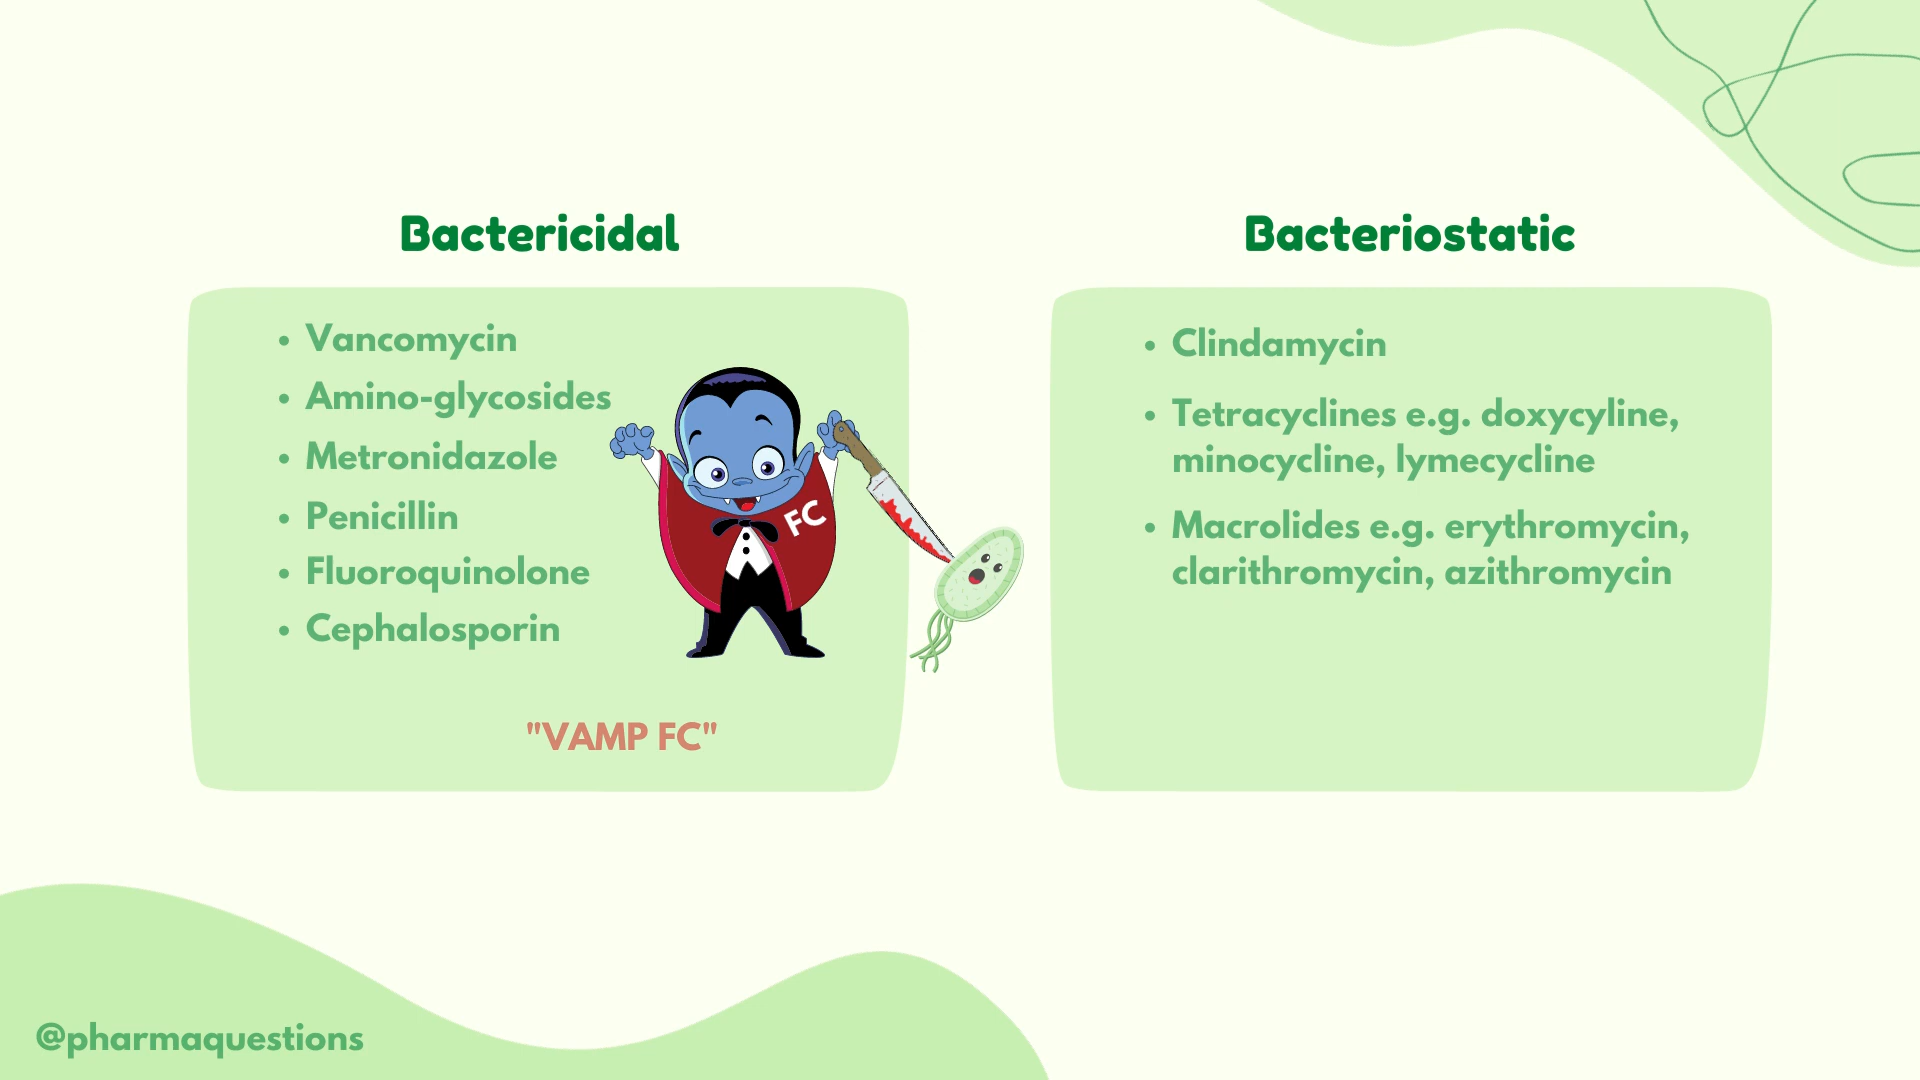 Bactericidal
• Vancomycin
• Amino-glycosides
• Metronidazole
• Penicillin
• Fluoroquinolone
• Cephalosporin
FC
"VAMP FC"
Bacteriostatic
• Clindamycin
• Tetracyclines e.g. doxycyline,
minocycline, lymecycline
• Macrolides e.g. erythromycin,
clarithromycin, azithromycin
@pharmaquestions